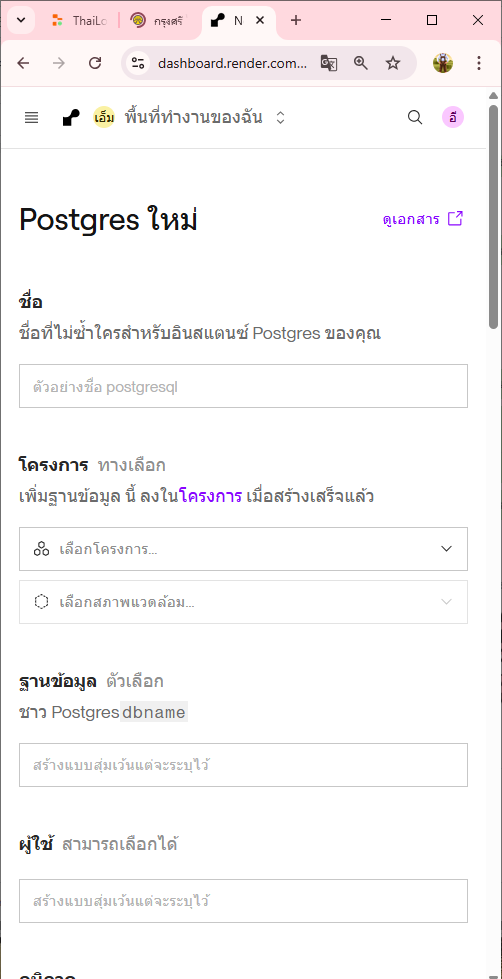 ThaiLo
กรุงศรี
N
dashboard.render.com...
เอ็ม พื้นที่ทำงานของฉัน
อี
Postgres ใหม่
ดูเอกสาร
ชื่อ
ชื่อที่ไม่ซ้ำใครสำหรับอินสแตนซ์ Postgres ของคุณ
ตัวอย่างชื่อ postgresql
โครงการ ทางเลือก
เพิ่มฐานข้อมูล นี้ ลงในโครงการ เมื่อสร้างเสร็จแล้ว
เลือกโครงการ...
เลือกสภาพแวดล้อม...
ฐานข้อมูล ตัวเลือก
ชาว Postgres dbname
สร้างแบบสุ่มเว้นแต่จะระบุไว้
ผู้ใช้ สามารถเลือกได้
สร้างแบบสุ่มเว้นแต่จะระบุไว้